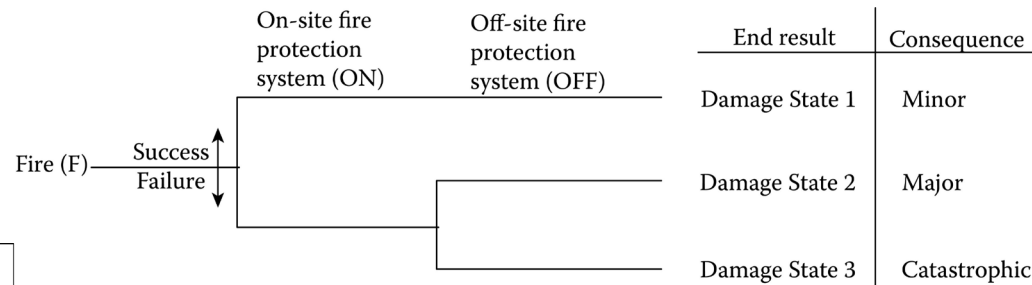 On-site fire
protection
system (ON)
Off-site fire
protection
system (OFF)
End result
Consequence
Fire (F)
Success
Failure
Damage State 1
Minor
Damage State 2
Major
Damage State 3
Catastrophic